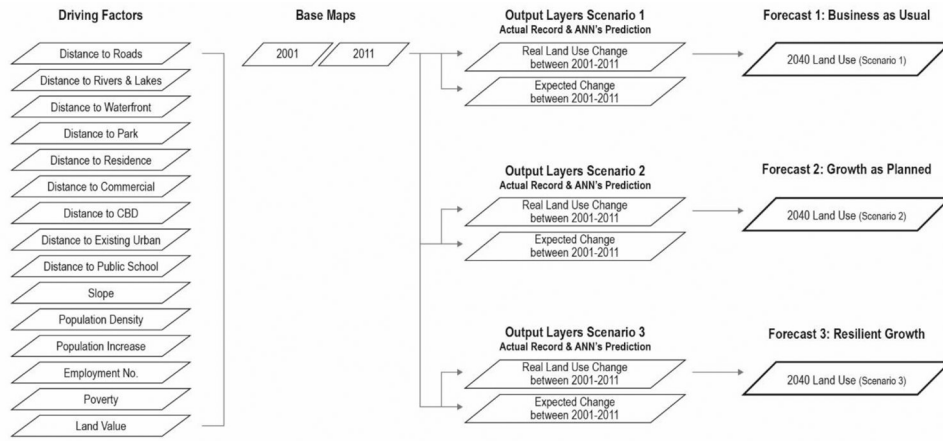 Driving Factors
Distance to Roads
Distance to Rivers & Lakes
Distance to Waterfront
Distance to Park
Distance to Residence
Distance to Commercial
Distance to CBD
Distance to Existing Urban
Distance to Public School
Slope
Population Density
Population Increase
Employment No.
Poverty
Land Value
Base Maps
2001
2011
Output Layers Scenario 1
Actual Record & ANN's Prediction
Real Land Use Change
between 2001-2011
Expected Change
between 2001-2011
Output Layers Scenario 2
Actual Record & ANN's Prediction
Real Land Use Change
between 2001-2011
Expected Change
between 2001-2011
Output Layers Scenario 3
Actual Record & ANN's Prediction
Real Land Use Change
between 2001-2011
Expected Change
between 2001-2011
Forecast 1: Business as Usual
2040 Land Use (Scenario 1)
Forecast 2: Growth as Planned
2040 Land Use (Scenario 2)
Forecast 3: Resilient Growth
2040 Land Use (Scenario 3)